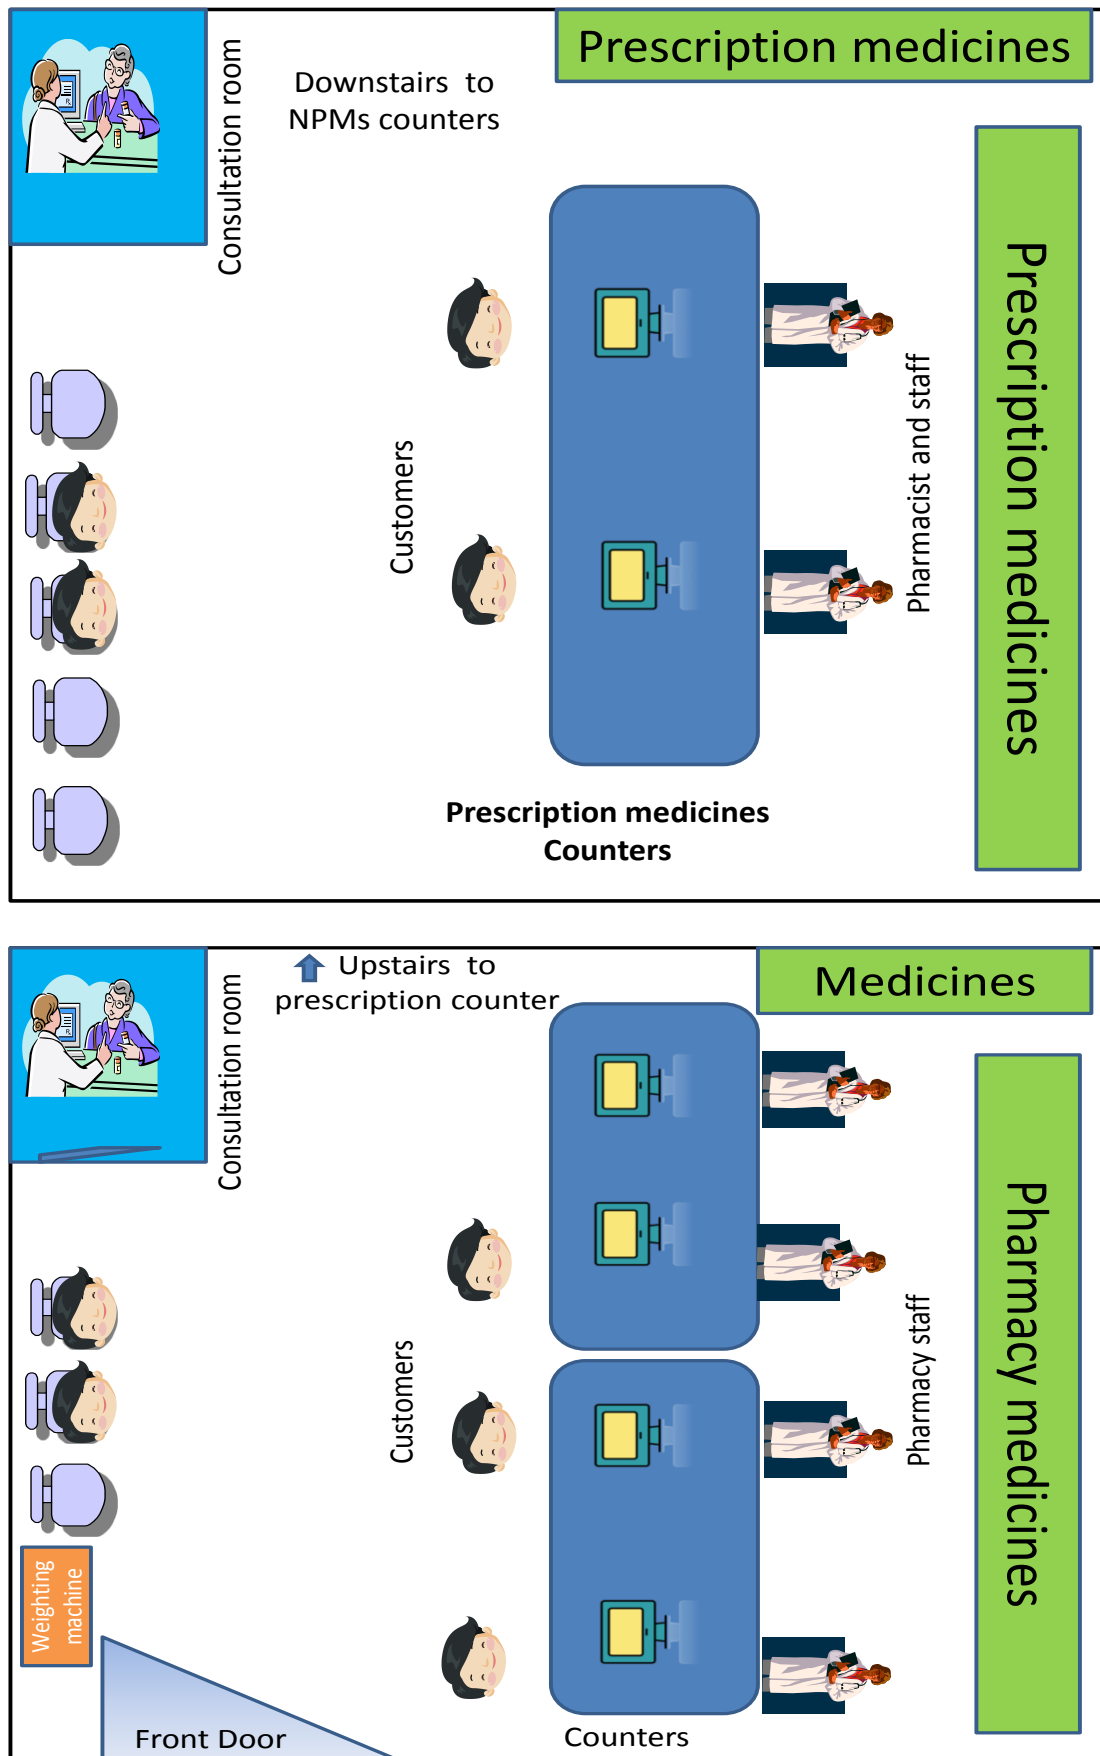 Prescription medicines
Consultation room
Downstairs to
NPMs counters
Customers
Pharmacist and staff
Prescription medicines
Prescription medicines
Counters
Upstairs to
prescription counter
Medicines
Consultation room
Customers
Pharmacy staff
Pharmacy medicines
Weighting
machine
Front Door
Counters